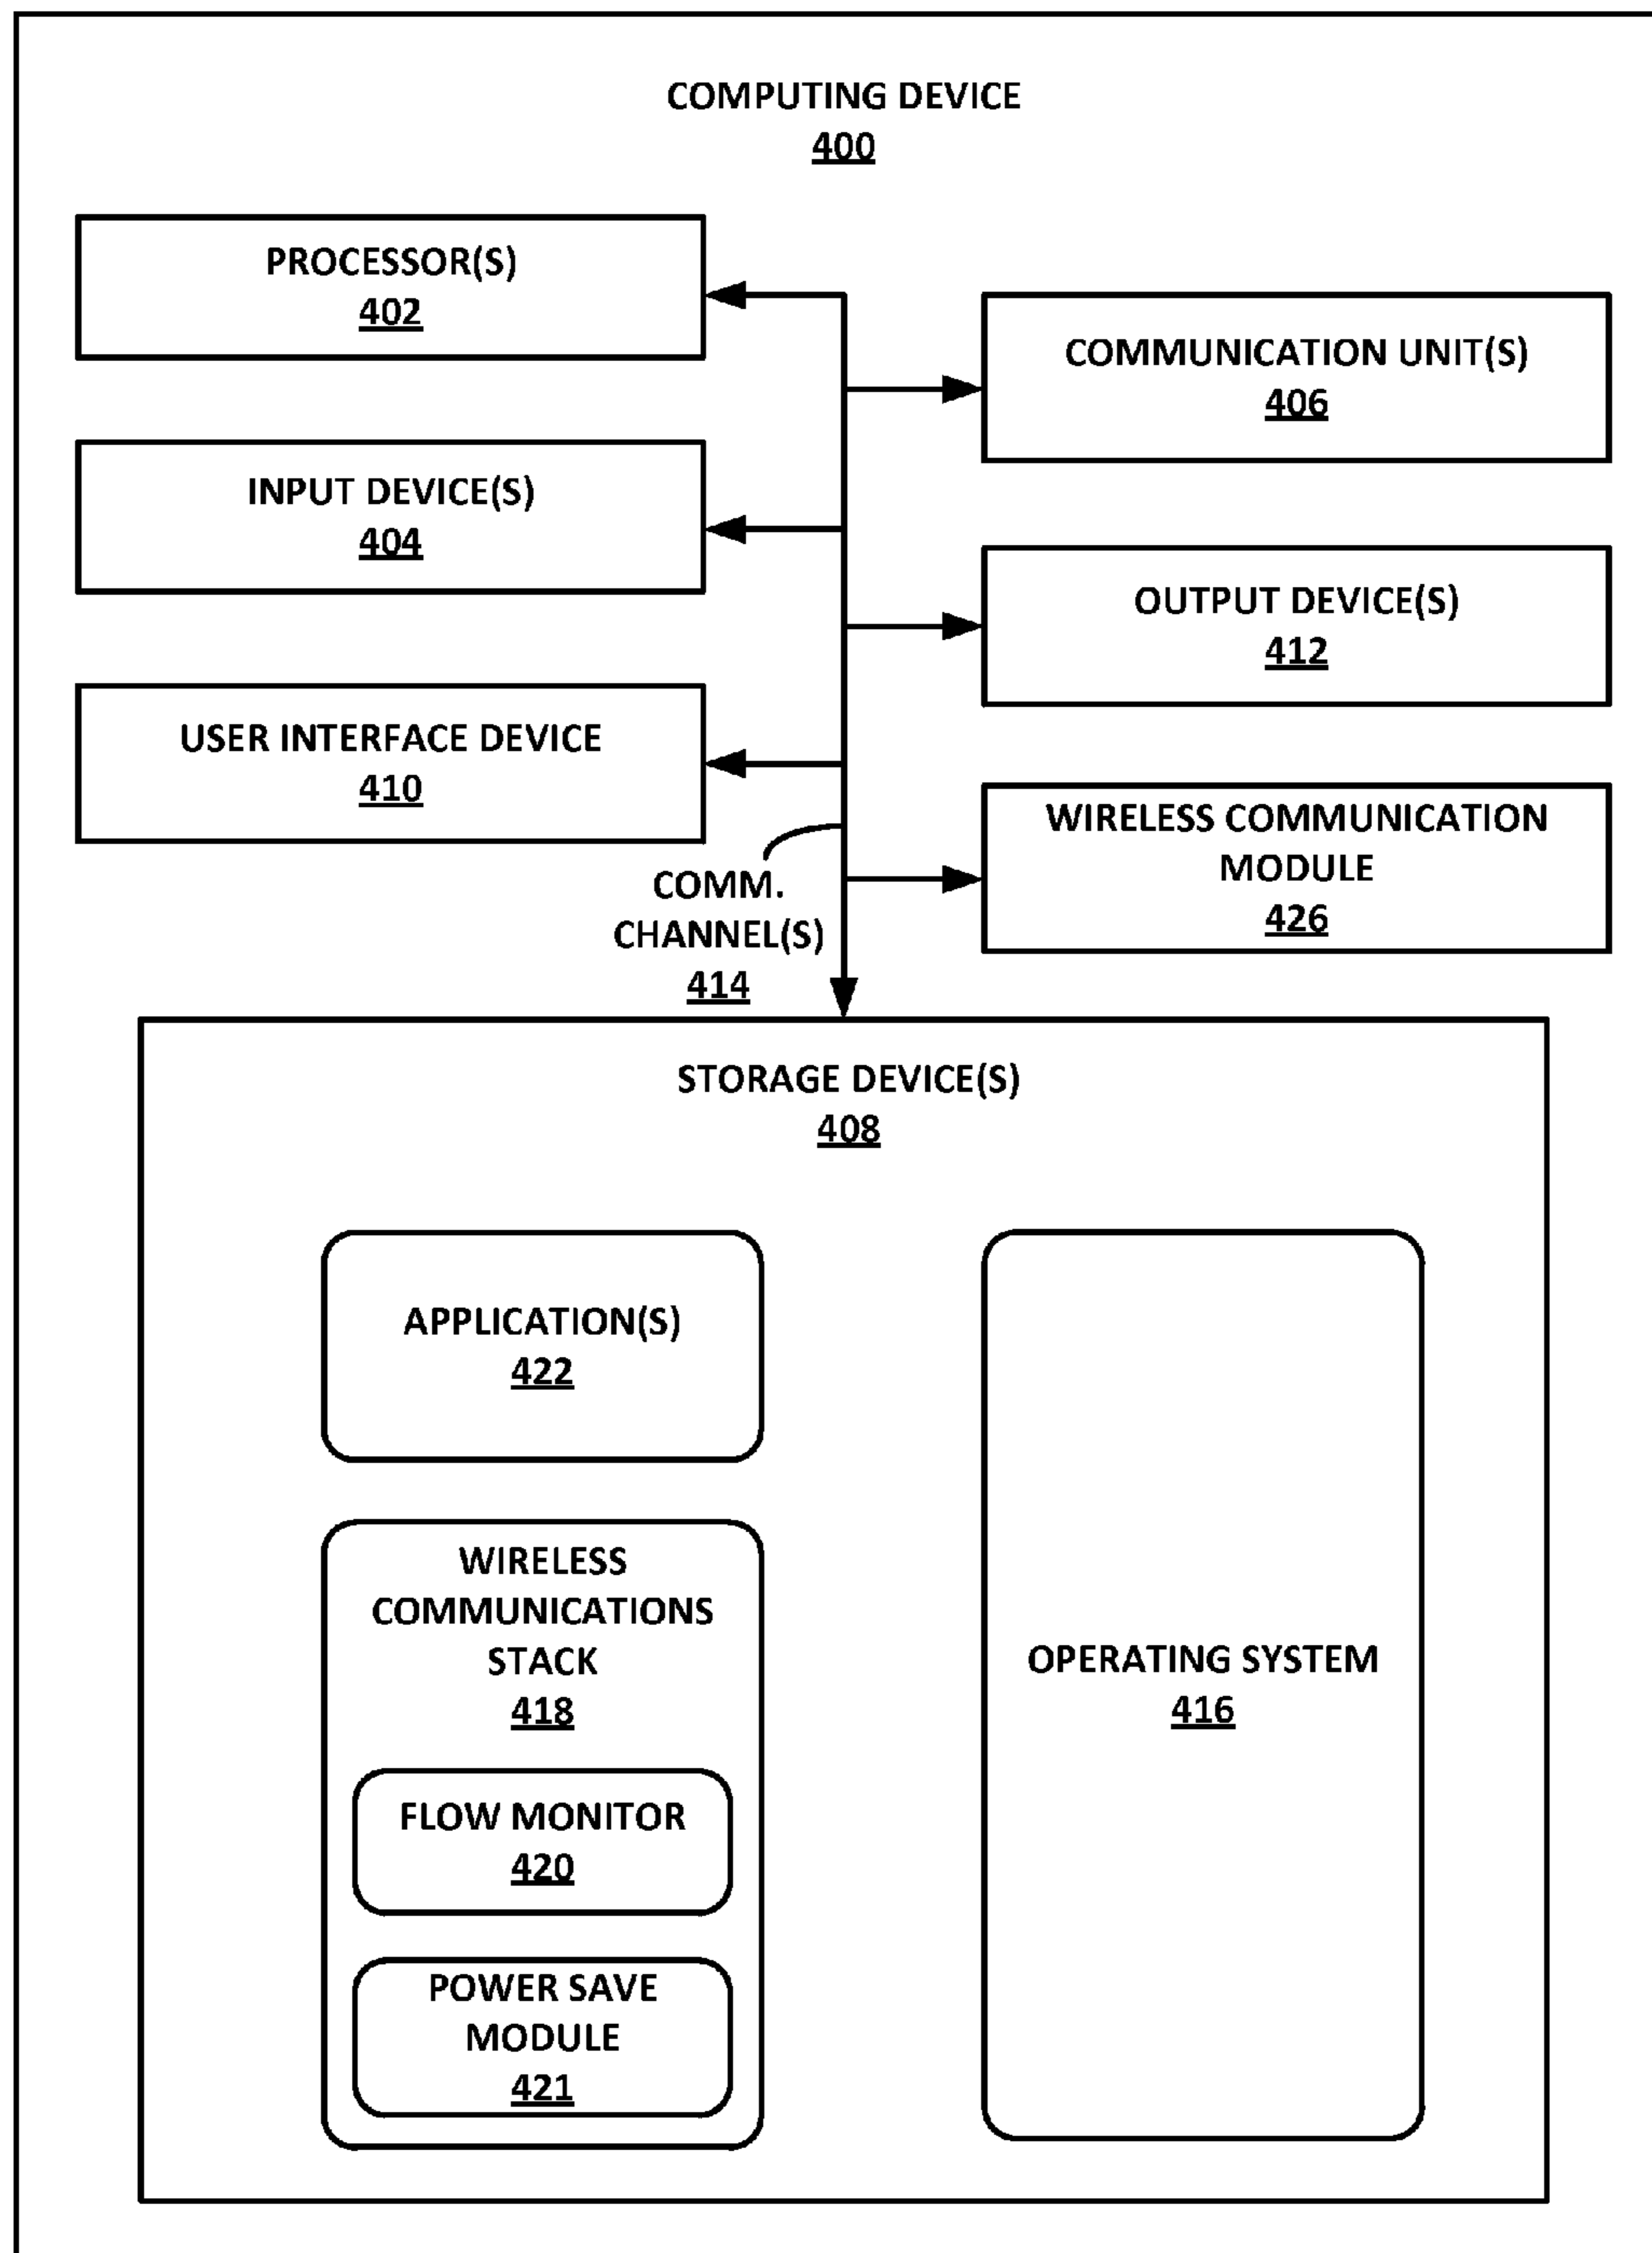 COMPUTING DEVICE
400
PROCESSOR(S)
402
COMMUNICATION UNIT(S)
406
INPUT DEVICE(S)
404
OUTPUT DEVICE(S)
412
USER INTERFACE DEVICE
410
WIRELESS COMMUNICATION
MODULE
426
COMM.
CHANNEL(S)
414
STORAGE DEVICE(S)
408
APPLICATION(S)
422
WIRELESS
COMMUNICATIONS
STACK
418
FLOW MONITOR
420
POWER SAVE
MODULE
421
OPERATING SYSTEM
416